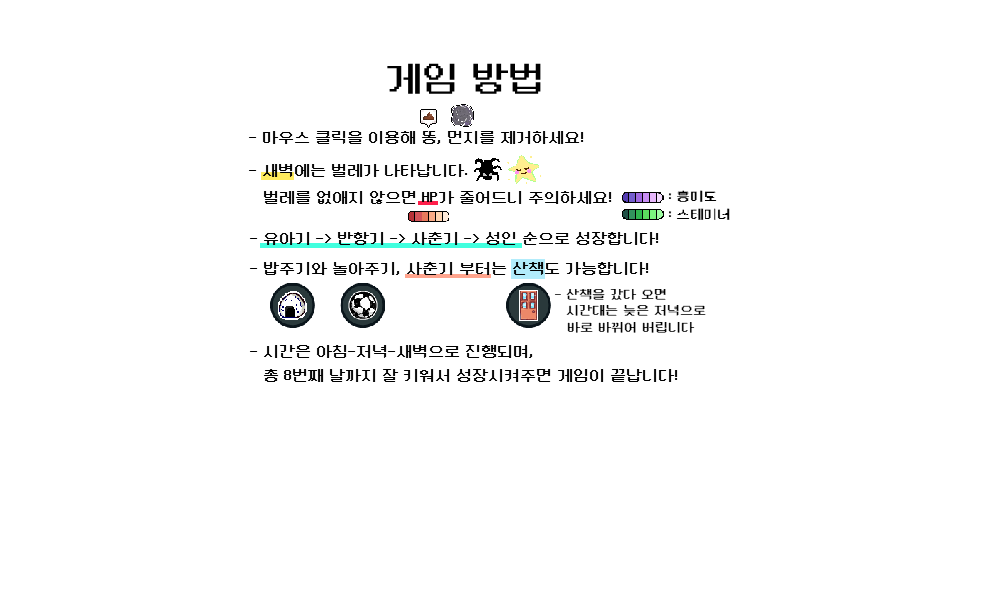 게임 방법
- 마우스 클릭을 이용해 똥, 먼지를 제거하세요!
- 새벽에는 벌레가 나타납니다.
벌레를 없애지 않으면 HP가 줄어드니 주의하세요!
: 흥미도
: 스테미너
- 유아기 -> 반항기 -> 사춘기 -> 성인 순으로 성장합니다!
- 밥주기와 놀아주기, 사춘기 부터는 산책도 가능합니다!
- 산책을 갔다 오면
시간대는 늦은 저녁으로
바로 바뀌어 버립니다
- 시간은 아침-저녁-새벽으로 진행되며,
총 8번째 날까지 잘 키워서 성장시켜주면 게임이 끝납니다!